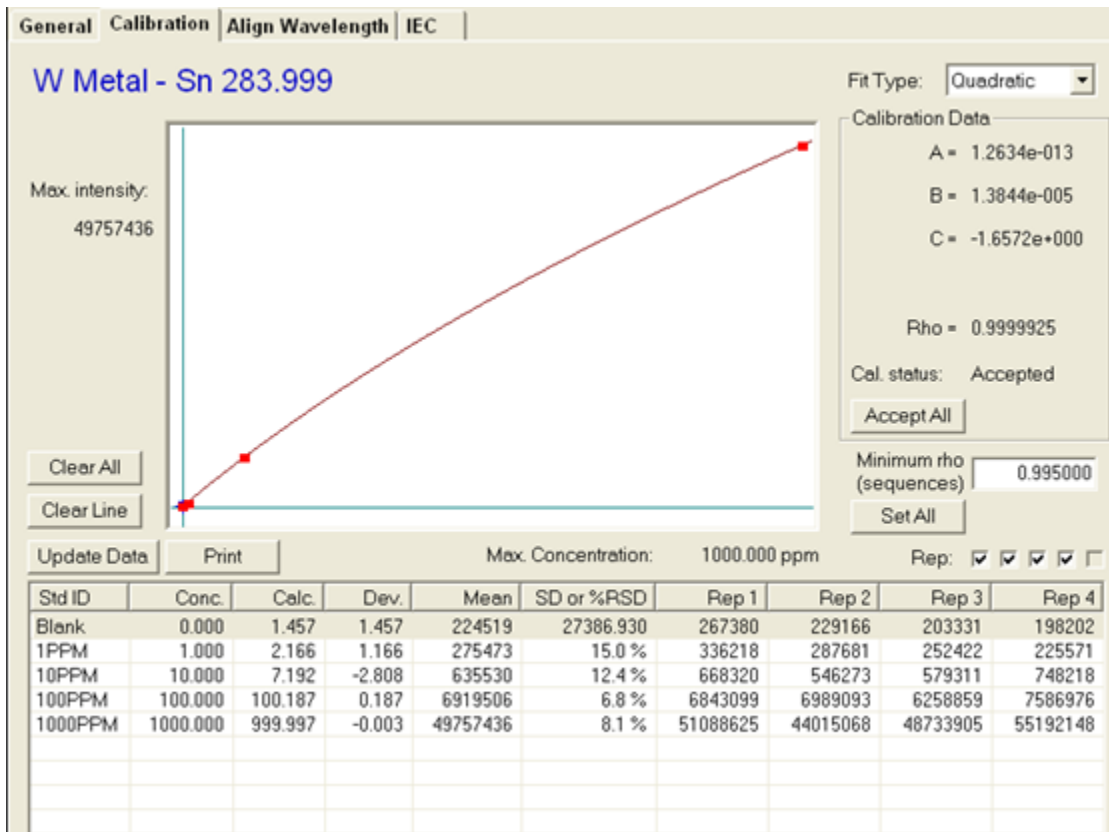 General Calibration Align Wavelength IEC
W Metal - Sn 283.999
Fit Type: Quadratic
Calibration Data
A = 1.2634e-013
Max. intensity:
B = 1.3844e-005
49757436
C = -1.6572e+000
Rho = 0.9999925
Cal. status: Accepted
Accept All
Clear All
Minimum rho
(sequences) 0.995000
Clear Line
Set All
Update Data Print Max. Concentration: 1000.000 ppm Rep:
Std ID Conc. Calc. Dev. Mean SD or %RSD Rep 1 Rep 2 Rep 3 Rep 4
Blank 0.000 1.457 1.457 224519 27386.930 267380 229166 203331 198202
1PPM 1.000 2.166 1.166 275473 15.0 % 336218 287681 252422 225571
10PPM 10.000 7.192 -2.808 635530 12.4 % 668320 546273 579311 748218
100PPM 100.000 100.187 0.187 6919506 6.8 % 6843099 6989093 6258859 7586976
1000PPM 1000.000 999.997 -0.003 49757436 8.1 % 51088625 44015068 48733905 55192148